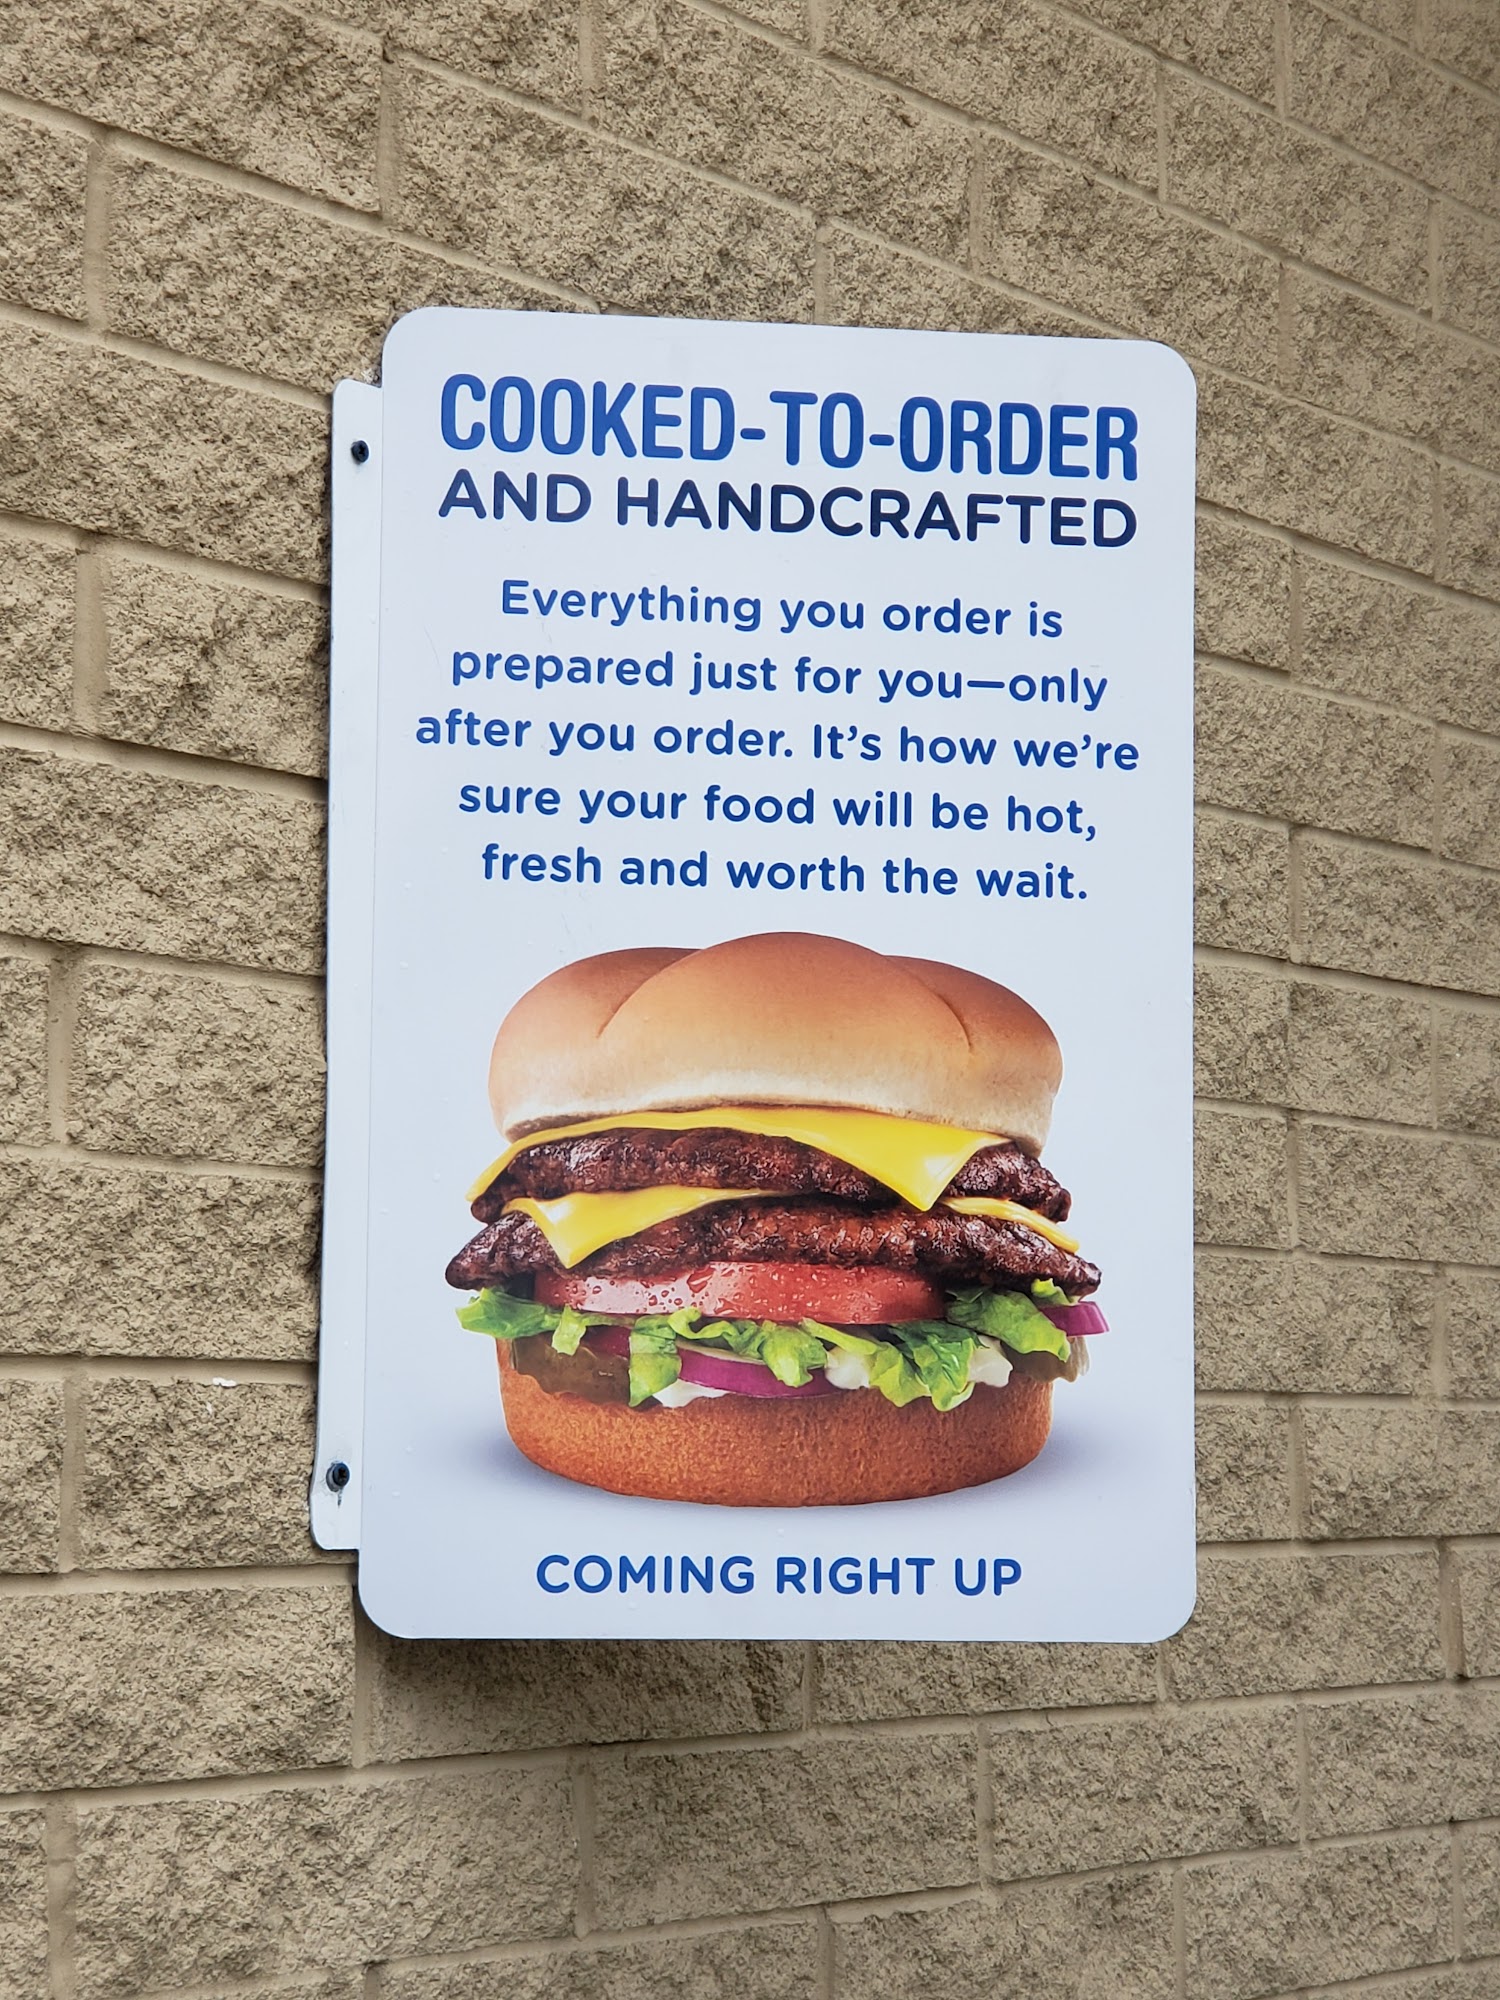 COOKED-TO-ORDER
AND HANDCRAFTED
Everything you order is
prepared just for you—only
after you order. It's how we're
sure your food will be hot,
fresh and worth the wait.
COMING RIGHT UP